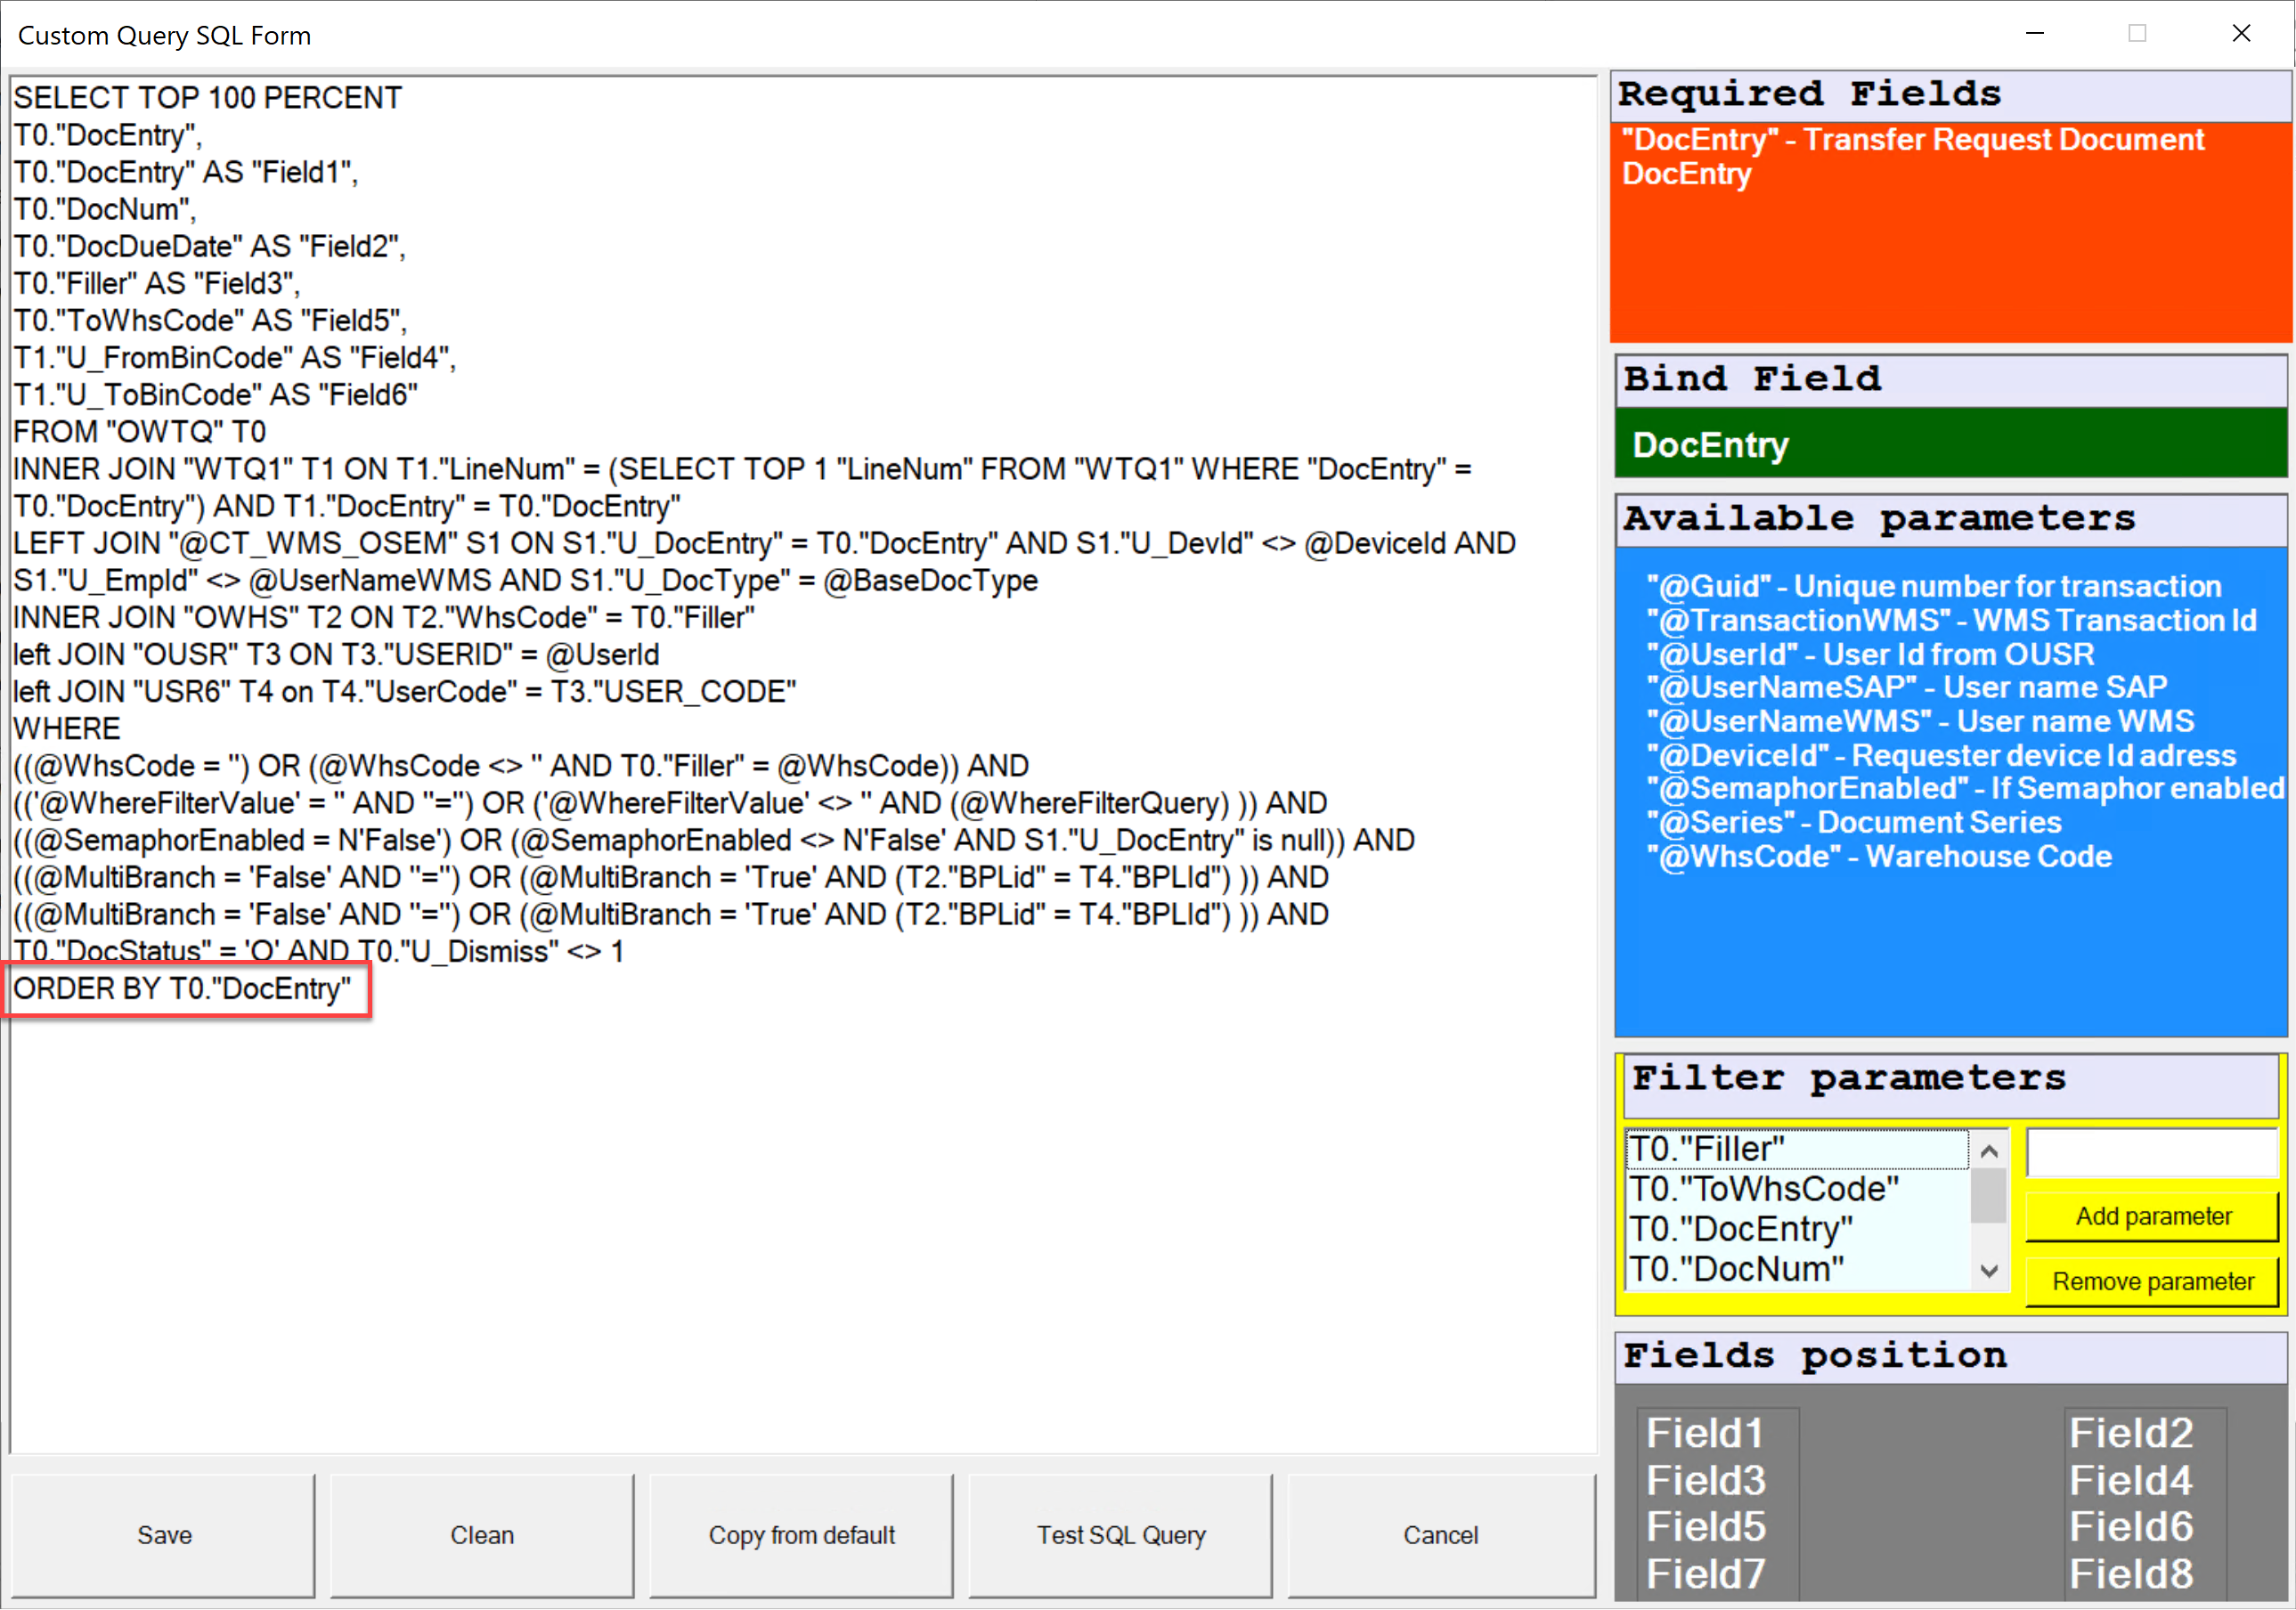 Custom Query SQL Form
SELECT TOP 100 PERCENT
T0."DocEntry",
T0."DocEntry" AS "Field1",
T0."DocNum",
T0."DocDueDate" AS "Field2",
T0."Filler" AS "Field3",
T0."ToWhsCode" AS "Field5",
T1."U_FromBinCode" AS "Field4",
T1."U_ToBinCode" AS "Field6"
FROM "OWTQ" T0
INNER JOIN "WTQ1" T1 ON T1."LineNum" = (SELECT TOP 1 "LineNum" FROM "WTQ1" WHERE "DocEntry" =
T0."DocEntry") AND T1."DocEntry" = T0."DocEntry"
LEFT JOIN "@CT_WMS_OSEM" S1 ON S1."U_DocEntry" = T0."DocEntry" AND S1."U_DevId" <> @DeviceId AND
S1."U_EmpId" <> @UserNameWMS AND S1."U_DocType" = @BaseDocType
INNER JOIN "OWHS" T2 ON T2."WhsCode" = T0."Filler"
left JOIN "OUSR" T3 ON T3."USERID" = @UserId
left JOIN "USR6" T4 on T4."UserCode" = T3."USER_CODE"
WHERE
((@WhsCode = '') OR (@WhsCode <> '' AND T0."Filler" = @WhsCode)) AND
(('@WhereFilterValue' = '' AND ''='') OR ('@WhereFilterValue' <> '' AND (@WhereFilterQuery) )) AND
((@SemaphorEnabled = N'False') OR (@SemaphorEnabled <> N'False' AND S1."U_DocEntry" is null)) AND
((@MultiBranch = 'False' AND ''='') OR (@MultiBranch = 'True' AND (T2."BPLid" = T4."BPLId") )) AND
((@MultiBranch = 'False' AND ''='') OR (@MultiBranch = 'True' AND (T2."BPLid" = T4."BPLId") )) AND
T0."DocStatus" = 'O' AND T0."U_Dismiss" <> 1
ORDER BY T0."DocEntry"
Save
Clean
Copy from default
Test SQL Query
Cancel
Required Fields
"DocEntry" - Transfer Request Document
DocEntry
Bind Field
DocEntry
Available parameters
"@Guid" - Unique number for transaction
"@TransactionWMS" - WMS Transaction Id
"@UserId" - User Id from OUSR
"@UserNameSAP" - User name SAP
"@UserNameWMS" - User name WMS
"@DeviceId" - Requester device Id adress
"@SemaphorEnabled" - If Semaphor enabled
"@Series" - Document Series
"@WhsCode" - Warehouse Code
Filter parameters
T0."Filler"
T0."ToWhsCode"
T0."DocEntry"
T0."DocNum"
Add parameter
Remove parameter
Fields position
Field1 Field2
Field3 Field4
Field5 Field6
Field7 Field8